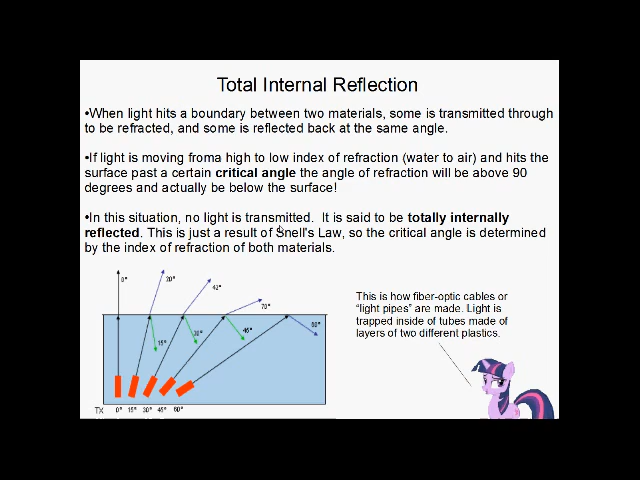 Total Internal Reflection
•When light hits a boundary between two materials, some is transmitted through
to be refracted, and some is reflected back at the same angle.
•If light is moving froma high to low index of refraction (water to air) and hits the
surface past a certain critical angle the angle of refraction will be above 90
degrees and actually be below the surface!
•In this situation, no light is transmitted.  It is said to be totally internally
reflected. This is just a result of Snell's Law, so the critical angle is determined
by the index of refraction of both materials.
0° 20° 42° 70°
15° 30° 45° 60°
TX 0° 15° 30° 45° 60°
This is how fiber-optic cables or
“light pipes” are made. Light is
trapped inside of tubes made of
layers of two different plastics.